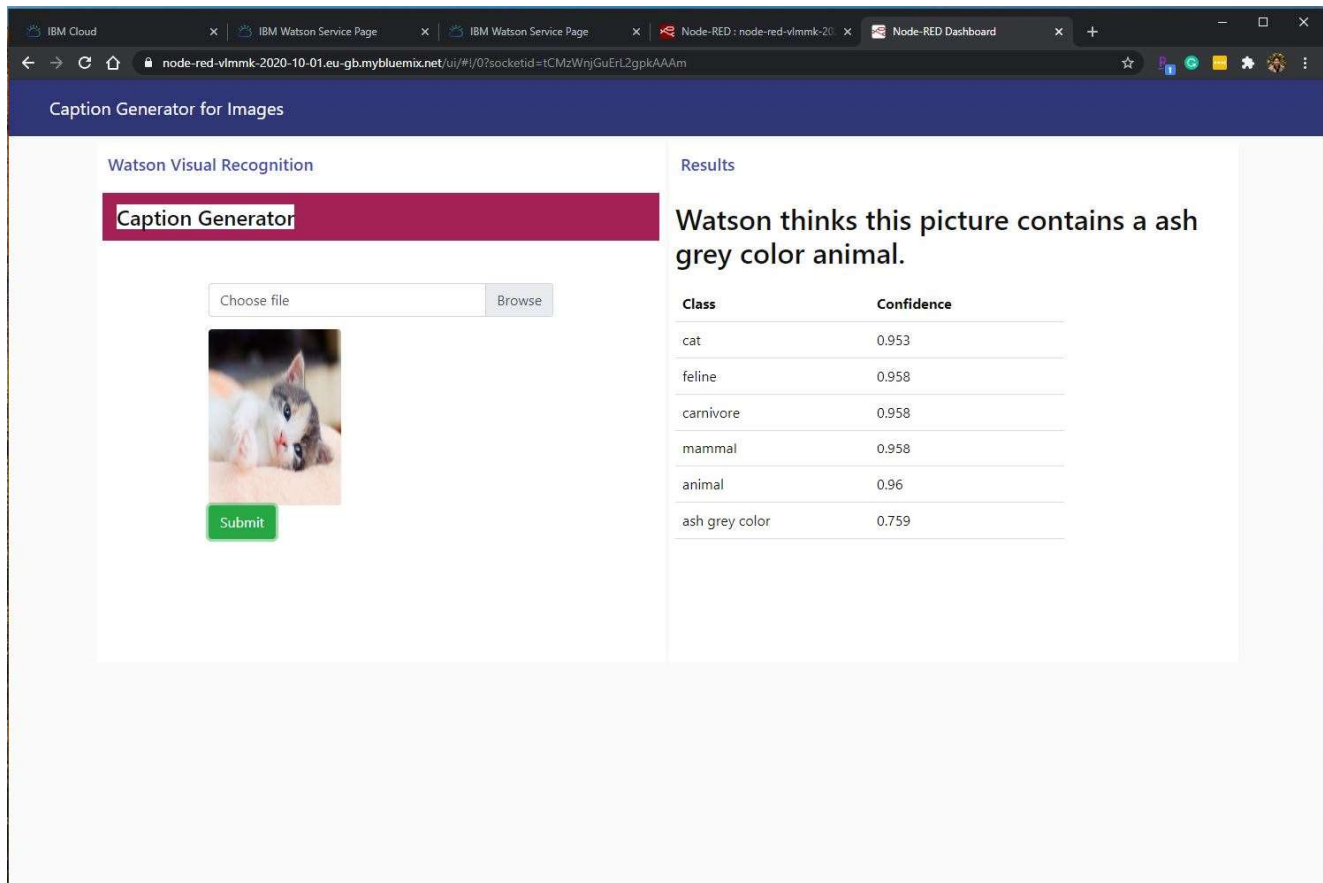 IBM Cloud
IBM Watson Service Page
IBM Watson Service Page
Node-RED : node-red-vlmmk-20
Node-RED Dashboard
node-red-vlmmk-2020-10-01.eu-gb.mybluemix.net/ui/#!/0?socketid=tCMzWnjGuErL2gpkAAAm
Caption Generator for Images
Watson Visual Recognition
Caption Generator
Choose file Browse
Submit
Results
Watson thinks this picture contains a ash
grey color animal.
Class Confidence
cat 0.953
feline 0.958
carnivore 0.958
mammal 0.958
animal 0.96
ash grey color 0.759